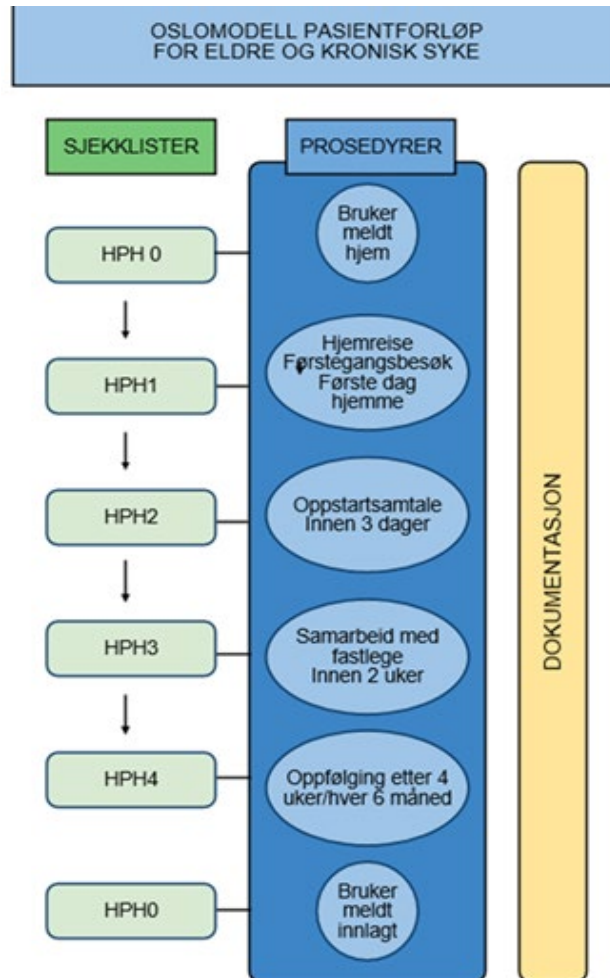 OSLOMODELL PASIENTFORLØP
FOR ELDRE OG KRONISK SYKE
SJEKKLISTER
PROSEDYRER
HPH 0
Bruker
meldt
hjem
HPH1
Hjemreise
Førstegangsbesøk
Første dag
hjemme
HPH2
Oppstartsamtale
Innen 3 dager
HPH3
Samarbeid med
fastlege
Innen 2 uker
HPH4
Oppfølging etter 4
uker/hver 6 måned
HPH0
Bruker
meldt
innlagt
DOKUMENTASJON